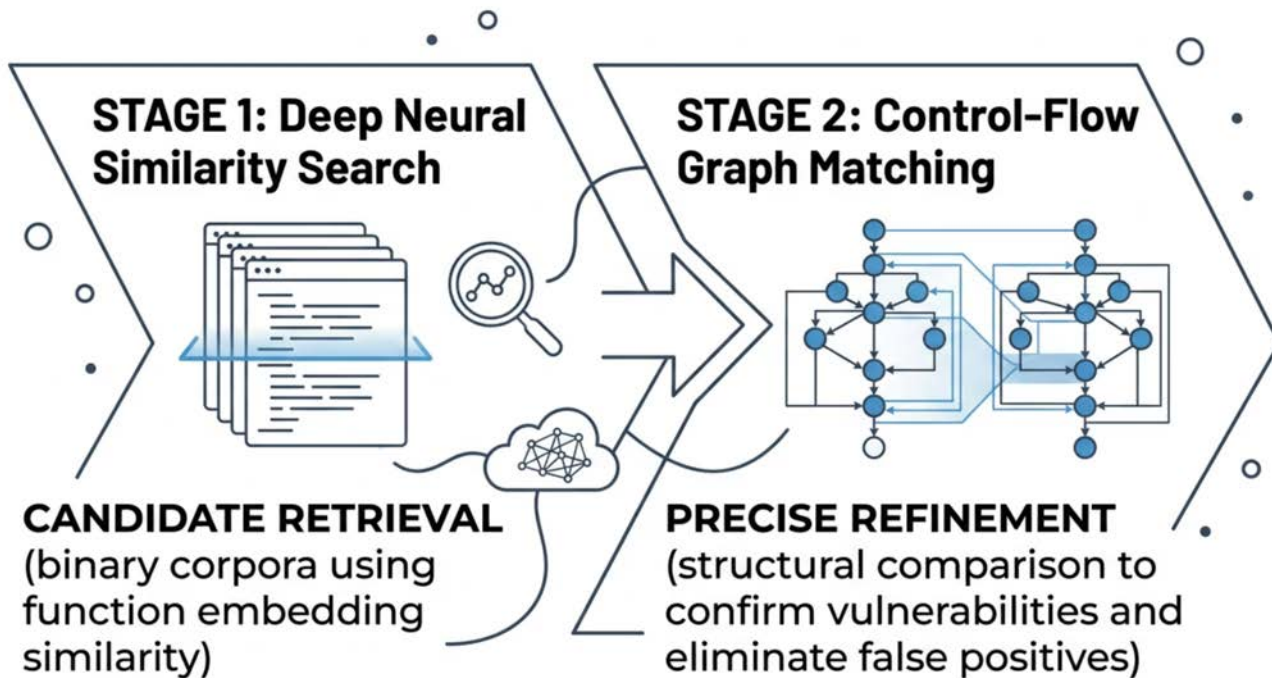 STAGE 1: Deep Neural
Similarity Search
CANDIDATE RETRIEVAL
(binary corpora using
function embedding
similarity)
STAGE 2: Control-Flow
Graph Matching
PRECISE REFINEMENT
(structural comparison to
confirm vulnerabilities and
eliminate false positives)